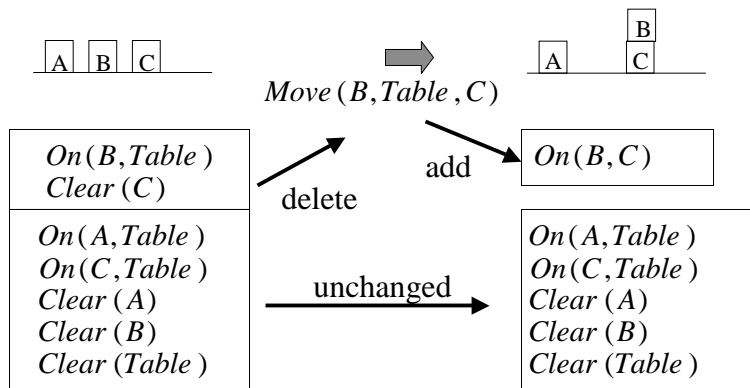 A B C
B
A C
Move (B,Table ,C)
On(B,Table )
Clear (C)
delete
add
On(B,C)
On(A,Table )
On(C,Table )
Clear (A)
Clear (B)
Clear (Table )
unchanged
On(A,Table )
On(C,Table )
Clear (A)
Clear (B)
Clear (Table )